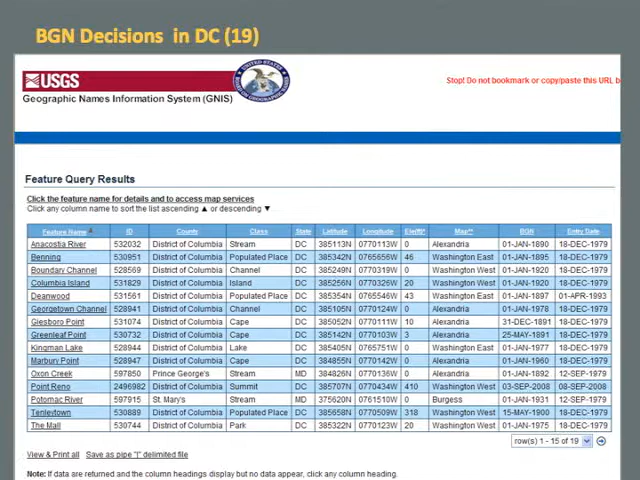 BGN Decisions in DC (19)
USGS
Geographic Names Information System (GNIS)
Stop! Do not bookmark or copy/paste this URL b
Feature Query Results
Click the feature name for details and to access map services
Click any column name to sort the list ascending ▲ or descending ▼
Feature Name ID County Class State Latitude Longitude Ele(ft)* Map** BGN Entry Date
Anacostia River 532032 District of Columbia Stream DC 385113N 0770113W 0 Alexandria 01-JAN-1890 18-DEC-1979
Benning 530951 District of Columbia Populated Place DC 385342N 0765656W 46 Washington East 01-JAN-1895 18-DEC-1979
Boundary Channel 528569 District of Columbia Channel DC 385249N 0770319W 0 Washington West 01-JAN-1920 18-DEC-1979
Columbia Island 531829 District of Columbia Island DC 385256N 0770326W 20 Washington West 01-JAN-1920 18-DEC-1979
Deanwood 531561 District of Columbia Populated Place DC 385354N 0765546W 43 Washington East 01-JAN-1897 01-APR-1993
Georgetown Channel 528941 District of Columbia Channel DC 385105N 0770124W 0 Alexandria 01-JAN-1978 18-DEC-1979
Giesboro Point 531074 District of Columbia Cape DC 385052N 0770111W 10 Alexandria 31-DEC-1891 18-DEC-1979
Greenleaf Point 530732 District of Columbia Cape DC 385142N 0770103W 3 Alexandria 25-MAY-1891 18-DEC-1979
Kingman Lake 528944 District of Columbia Lake DC 385405N 0765751W 0 Washington East 01-JAN-1977 18-DEC-1979
Marbury Point 528947 District of Columbia Cape DC 384855N 0770142W 0 Alexandria 01-JAN-1960 18-DEC-1979
Oxon Creek 597850 Prince George's Stream MD 384826N 0770136W 0 Alexandria 01-JAN-1892 12-SEP-1979
Point Reno 2496982 District of Columbia Summit DC 385707N 0770434W 410 Washington West 03-SEP-2008 08-SEP-2008
Potomac River 597915 St. Mary's Stream MD 375620N 0761510W 0 Burgess 01-JAN-1931 12-SEP-1979
Tenleytown 530889 District of Columbia Populated Place DC 385658N 0770509W 318 Washington West 15-MAY-1900 18-DEC-1979
The Mall 530744 District of Columbia Park DC 385322N 0770123W 20 Washington West 01-JAN-1975 18-DEC-1979
row(s) 1 - 15 of 19
View & Print all Save as pipe "|" delimited file
Note: If data are returned and the column headings display but no data appear, click any column heading.